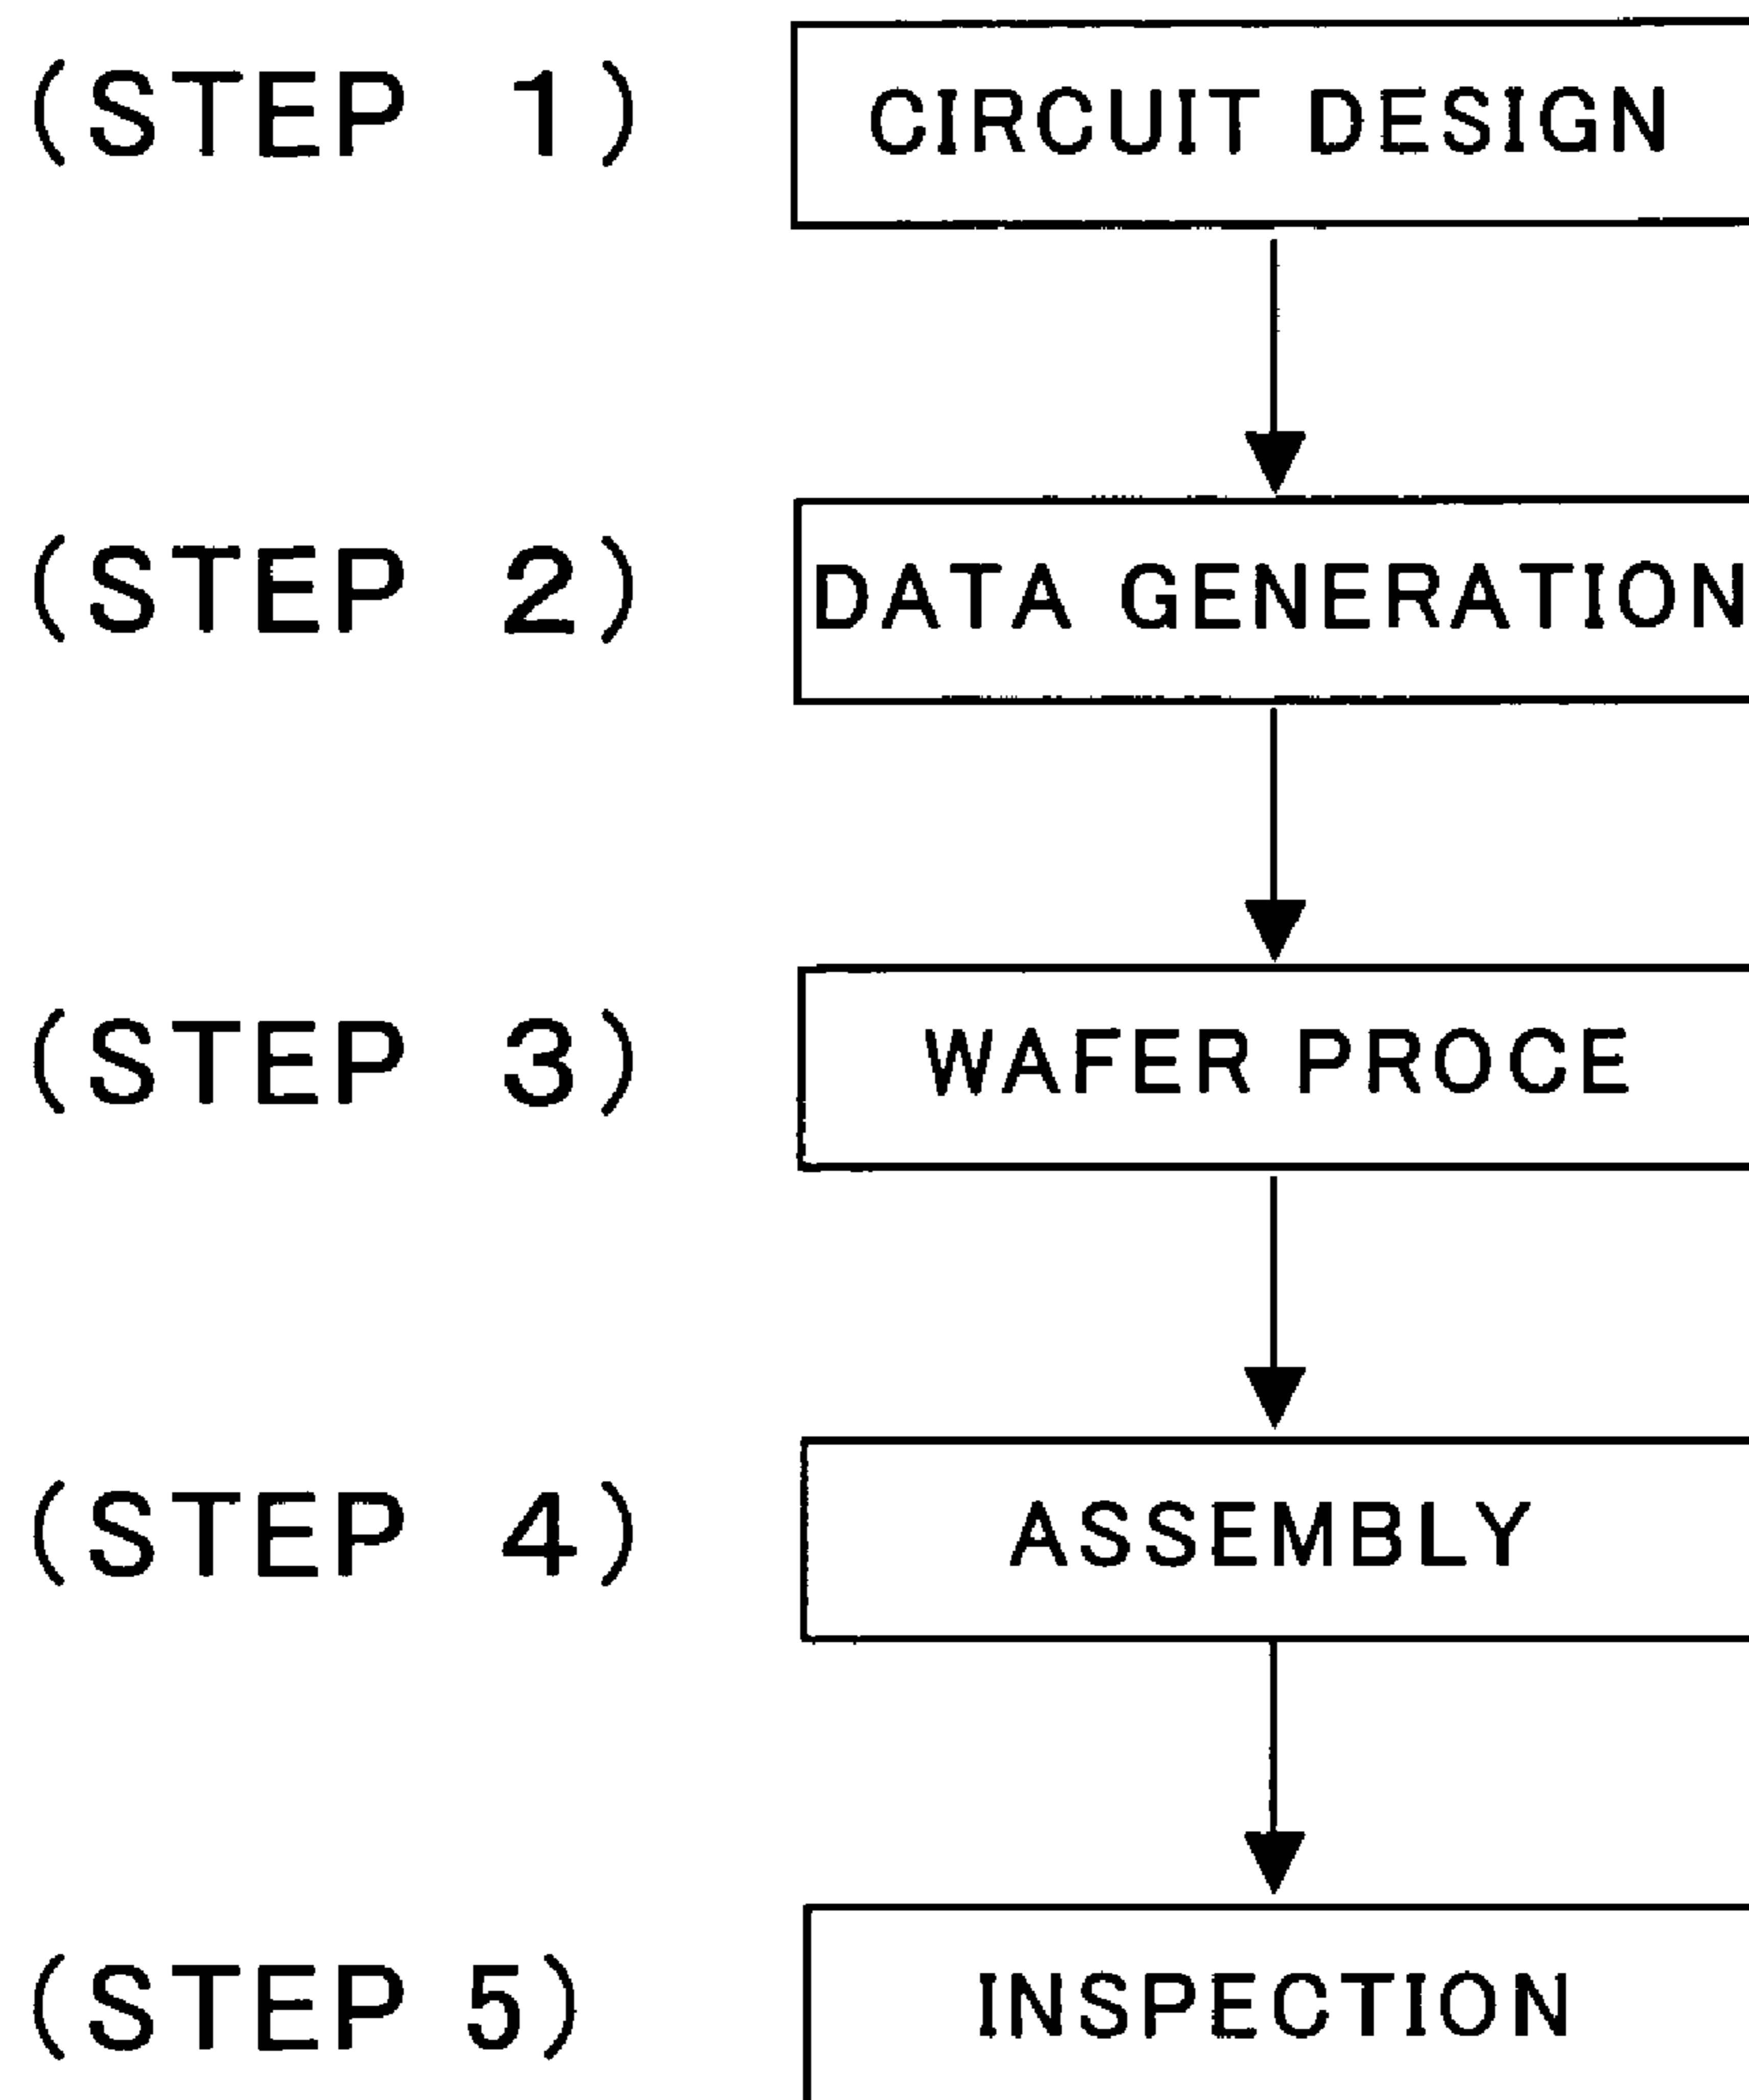 (STEP 1) CIRCUIT DESIGN
(STEP 2) DATA GENERATION
(STEP 3) WAFER PROCE
(STEP 4) ASSEMBLY
(STEP 5) INSPECTION